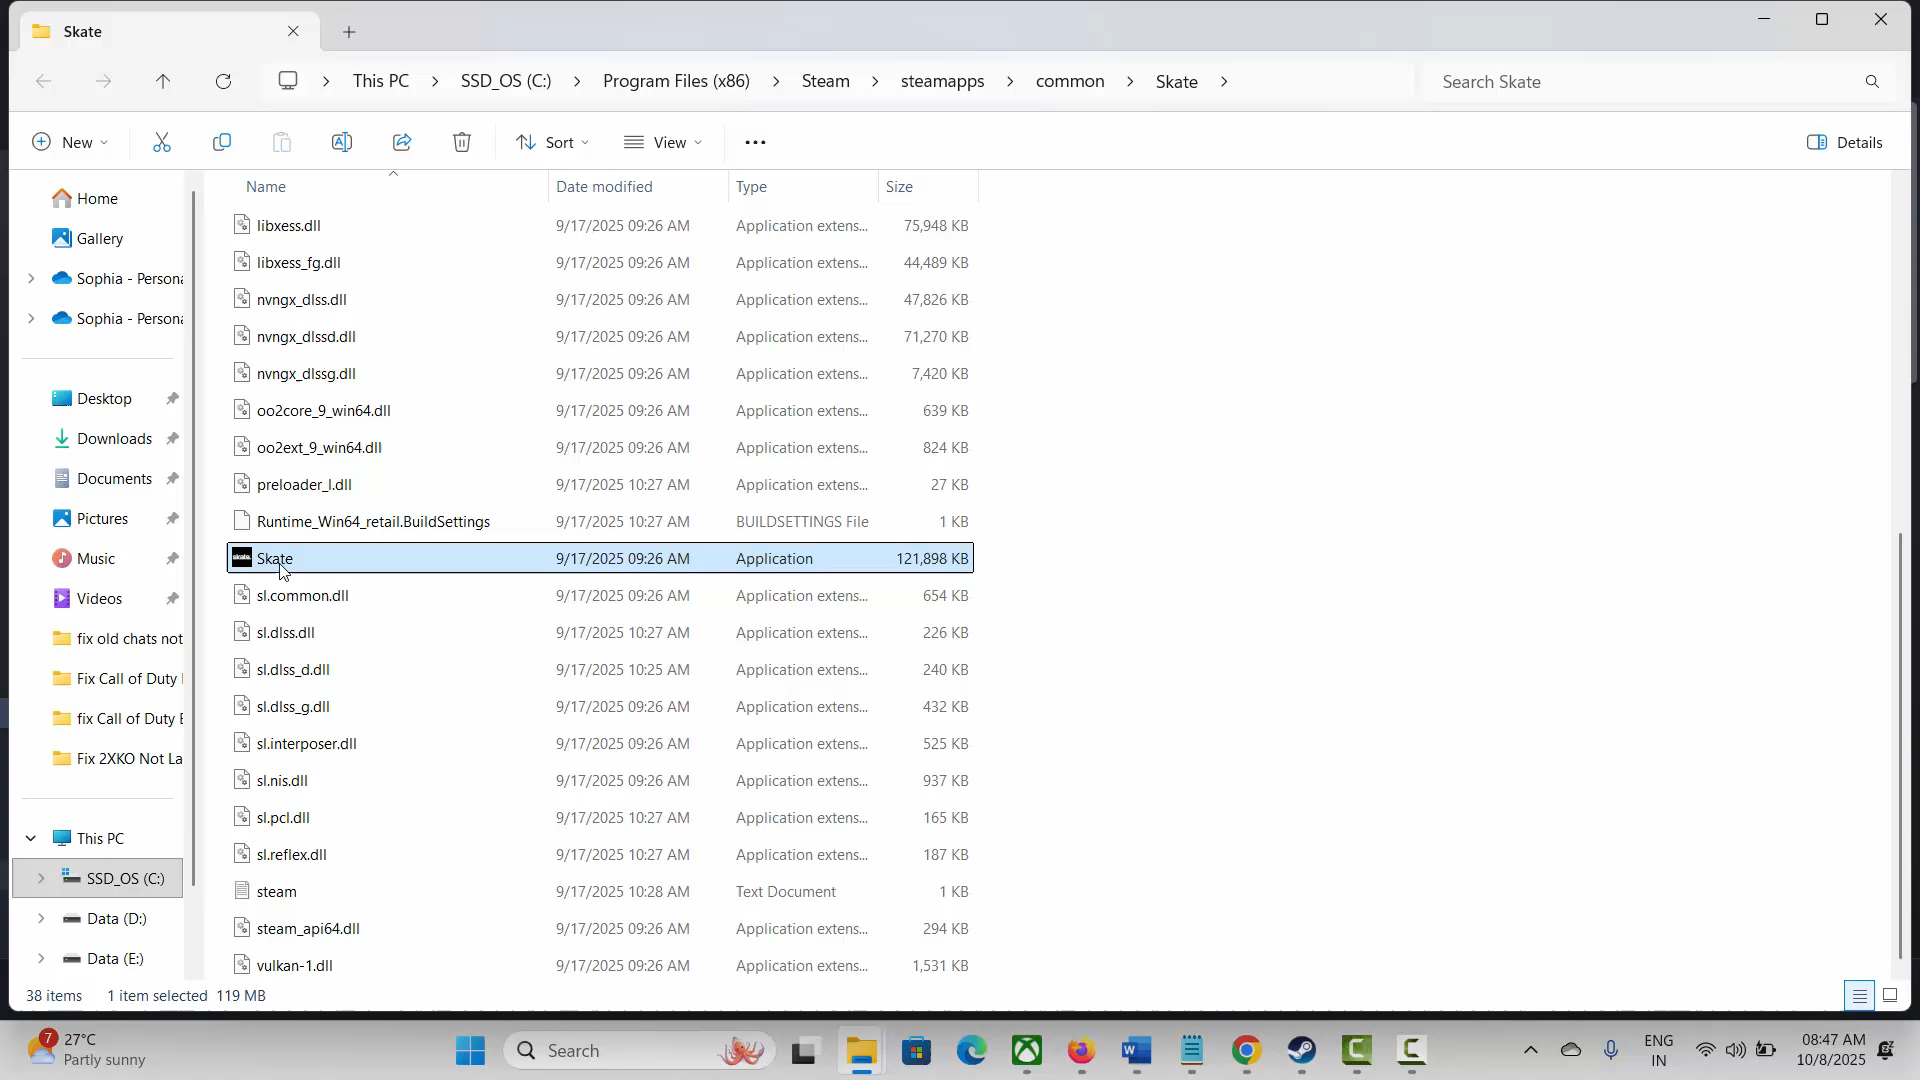 Skate
This PC
SSD_OS (C:)
Program Files (x86)
Steam
steamapps
common
Skate
Search Skate
New
Sort
View
Details
Home
Gallery
Sophia - Persona
Sophia - Persona
Desktop
Downloads
Documents
Pictures
Music
Videos
fix old chats not
Fix Call of Duty
fix Call of Duty E
Fix 2XKO Not La
This PC
SSD_OS (C:)
Data (D:)
Data (E:)
Name Date modified Type Size
libxess.dll 9/17/2025 09:26 AM Application extens... 75,948 KB
libxess_fg.dll 9/17/2025 09:26 AM Application extens... 44,489 KB
nvngx_dlss.dll 9/17/2025 09:26 AM Application extens... 47,826 KB
nvngx_dlssd.dll 9/17/2025 09:26 AM Application extens... 71,270 KB
nvngx_dlssg.dll 9/17/2025 09:26 AM Application extens... 7,420 KB
oo2core_9_win64.dll 9/17/2025 09:26 AM Application extens... 639 KB
oo2ext_9_win64.dll 9/17/2025 09:26 AM Application extens... 824 KB
preloader_l.dll 9/17/2025 10:27 AM Application extens... 27 KB
Runtime_Win64_retail.BuildSettings 9/17/2025 10:27 AM BUILDSETTINGS File 1 KB
skate. Skate 9/17/2025 09:26 AM Application 121,898 KB
sl.common.dll 9/17/2025 09:26 AM Application extens... 654 KB
sl.dlss.dll 9/17/2025 10:27 AM Application extens... 226 KB
sl.dlss_d.dll 9/17/2025 10:25 AM Application extens... 240 KB
sl.dlss_g.dll 9/17/2025 09:26 AM Application extens... 432 KB
sl.interposer.dll 9/17/2025 09:26 AM Application extens... 525 KB
sl.nis.dll 9/17/2025 09:26 AM Application extens... 937 KB
sl.pcl.dll 9/17/2025 10:27 AM Application extens... 165 KB
sl.reflex.dll 9/17/2025 10:27 AM Application extens... 187 KB
steam 9/17/2025 10:28 AM Text Document 1 KB
steam_api64.dll 9/17/2025 09:26 AM Application extens... 294 KB
vulkan-1.dll 9/17/2025 09:26 AM Application extens... 1,531 KB
38 items 1 item selected 119 MB
7
27°C
Partly sunny
Search
ENG
IN
08:47 AM
10/8/2025